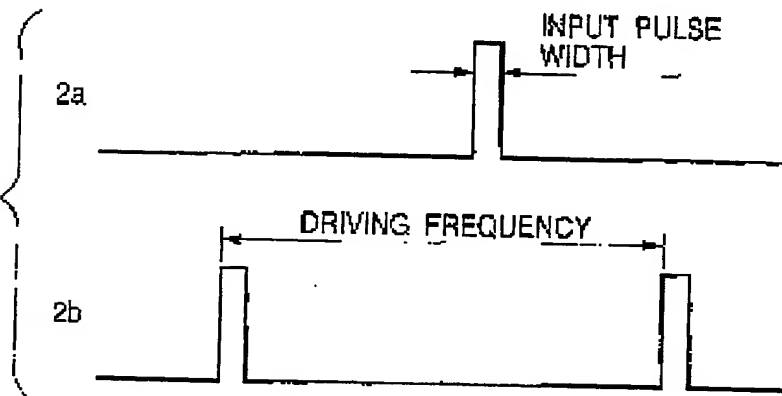 INPUT PULSE
WIDTH
2a
DRIVING FREQUENCY
2b